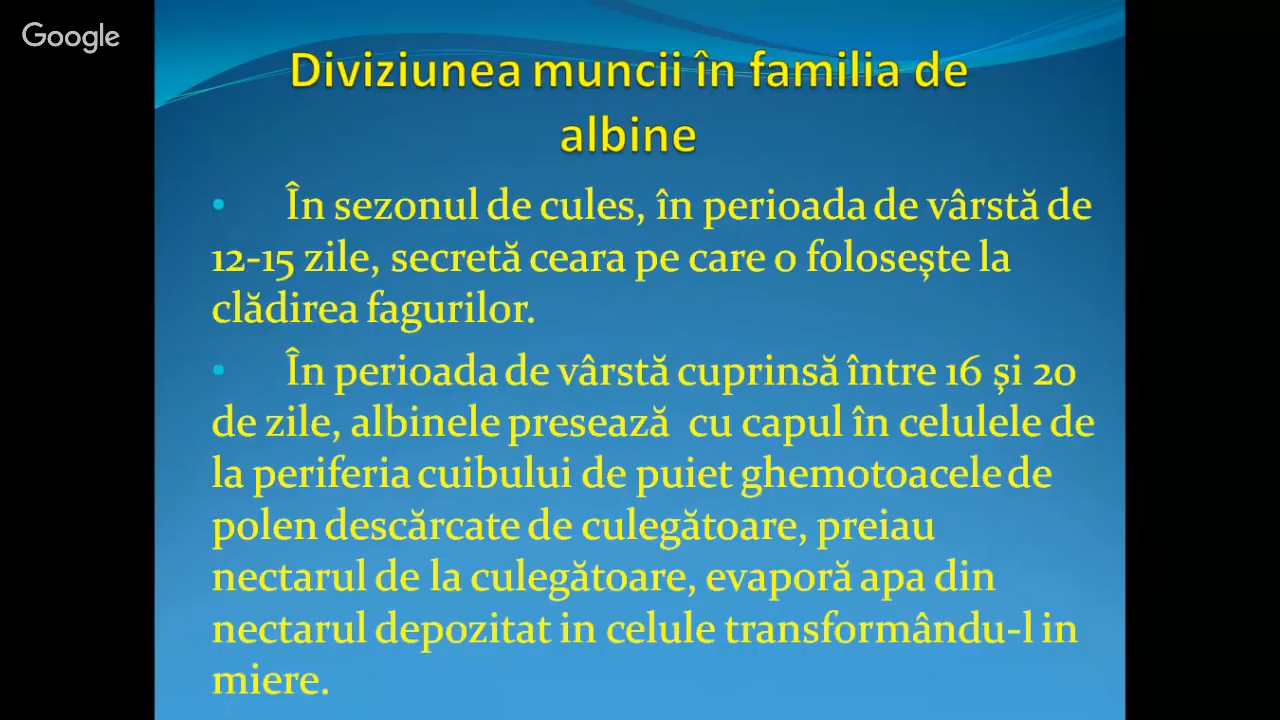 Google
Diviziunea muncii în familia de
albine
• În sezonul de cules, în perioada de vârstă de
12-15 zile, secretă ceara pe care o foloseşte la
clădirea fagurilor.
• În perioada de vârstă cuprinsă între 16 şi 20
de zile, albinele presează cu capul în celulele de
la periferia cuibului de puiet ghemotoacele de
polen descărcate de culegătoare, preiau
nectarul de la culegătoare, evaporă apa din
nectarul depozitat in celule transformându-l in
miere.